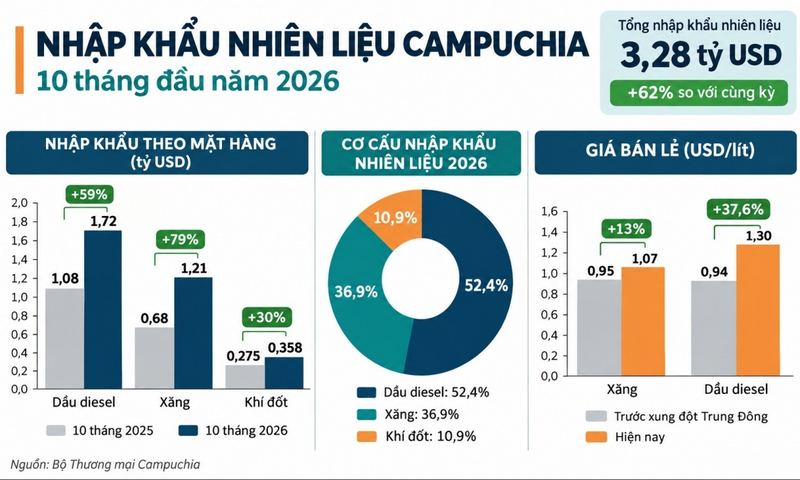 NHẬP KHẨU NHIÊN LIỆU CAMPUCHIA
10 tháng đầu năm 2026
Tổng nhập khẩu nhiên liệu
3,28 tỷ USD
+62% so với cùng kỳ
NHẬP KHẨU THEO MẶT HÀNG
(tỷ USD)
2,0
1,8
1,6
1,4
1,2
1,0
0,8
0,6
0,4
0,2
0,0
+59%
1,08
1,72
+79%
0,68
1,21
+30%
0,275
0,358
Dầu diesel
Xăng
Khí đốt
10 tháng 2025
10 tháng 2026
CƠ CẤU NHẬP KHẨU
NHIÊN LIỆU 2026
10,9%
36,9%
52,4%
Dầu diesel: 52,4%
Xăng: 36,9%
Khí đốt: 10,9%
GIÁ BÁN LẺ (USD/lít)
1,6
1,4
1,2
1,0
0,8
0,6
0,4
0,2
0,0
+13%
0,95
1,07
+37,6%
0,94
1,30
Xăng
Dầu diesel
Trước xung đột Trung Đông
Hiện nay
Nguồn: Bộ Thương mại Campuchia